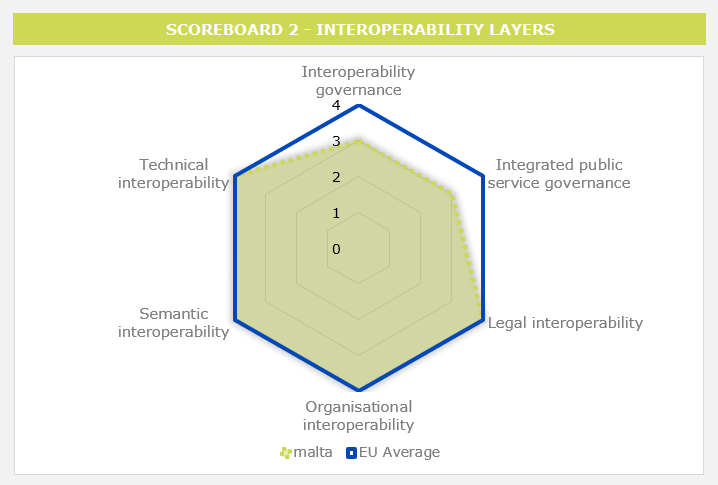 SCOREBOARD 2 - INTEROPERABILITY LAYERS
Interoperability
governance
4
3
2
1
0
Technical
interoperability
Integrated public
service governance
Semantic
interoperability
Legal interoperability
Organisational
interoperability
malta
EU Average